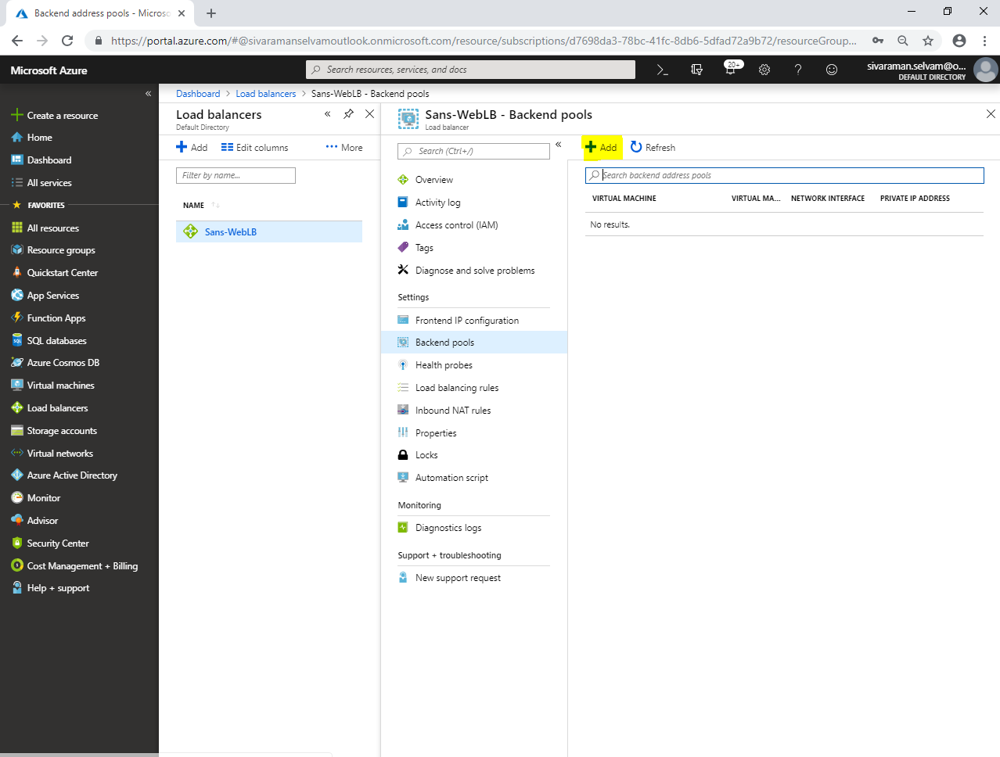 Backend address pools - Microso
https://portal.azure.com/#@sivaramanselvamoutlook.onmicrosoft.com/resource/subscriptions/d7698da3-78bc-41fc-8db6-5dfad72a9b72/resourceGroup...
Microsoft Azure
Search resources, services, and docs
20+
sivaraman.selvam@o...
DEFAULT DIRECTORY
Create a resource
Home
Dashboard
All services
FAVORITES
All resources
Resource groups
Quickstart Center
App Services
Function Apps
SQL databases
Azure Cosmos DB
Virtual machines
Load balancers
Storage accounts
Virtual networks
Azure Active Directory
Monitor
Advisor
Security Center
Cost Management + Billing
Help + support
Dashboard > Load balancers > Sans-WebLB - Backend pools
Load balancers
Default Directory
Add Edit columns More
Filter by name...
NAME
Sans-WebLB
Sans-WebLB - Backend pools
Load balancer
Search (Ctrl+/)
Overview
Activity log
Access control (IAM)
Tags
Diagnose and solve problems
Settings
Frontend IP configuration
Backend pools
Health probes
Load balancing rules
Inbound NAT rules
Properties
Locks
Automation script
Monitoring
Diagnostics logs
Support + troubleshooting
New support request
Add Refresh
Search backend address pools
VIRTUAL MACHINE VIRTUAL MA... NETWORK INTERFACE PRIVATE IP ADDRESS
No results.